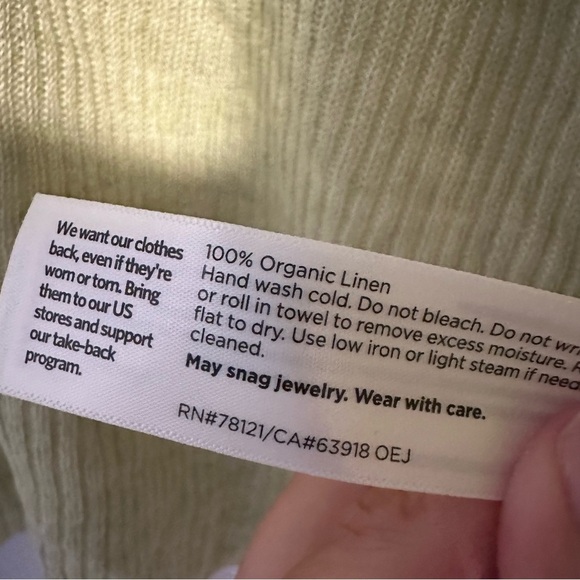 We want our clothes
back, even if they're
worn or torn. Bring
them to our US
stores and support
our take-back
program.
100% Organic Linen
Hand wash cold. Do not bleach. Do not
or roll in towel to remove excess moisture.
flat to dry. Use low iron or light steam if
cleaned.
May snag jewelry. Wear with care.
RN#78121/CA#63918 OEJ